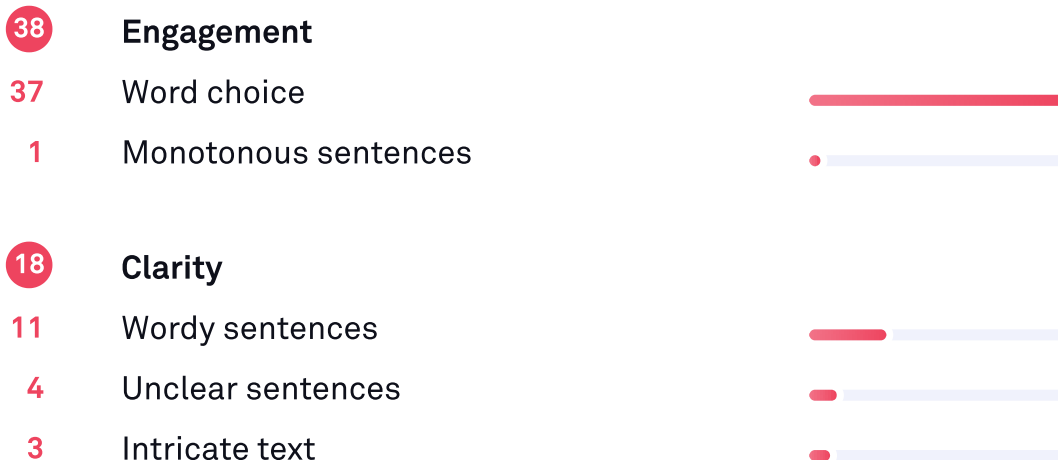 38 Engagement
37 Word choice
1 Monotonous sentences
18 Clarity
11 Wordy sentences
4 Unclear sentences
3 Intricate text